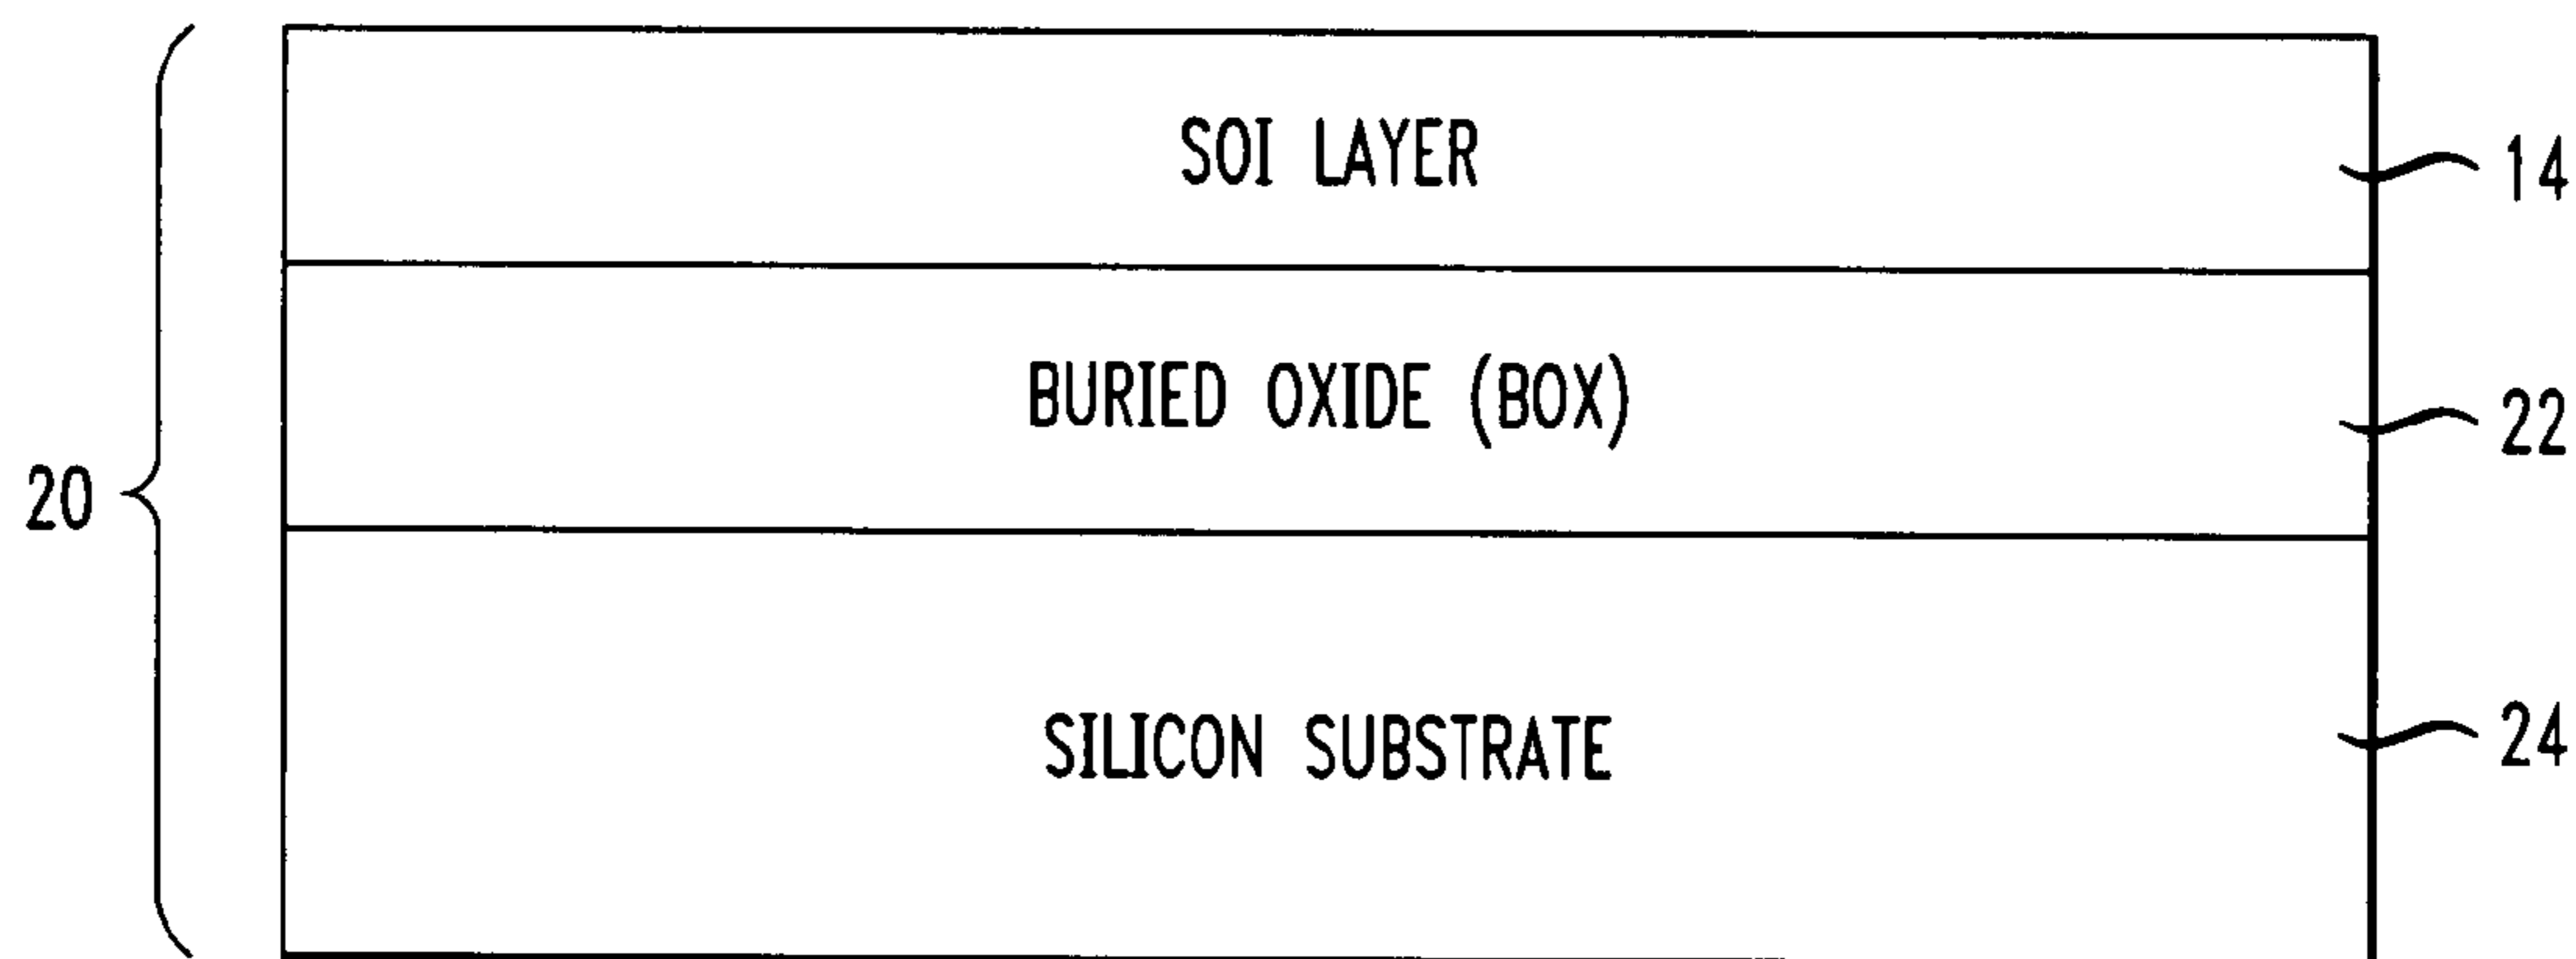 SOI LAYER
14
BURIED OXIDE (BOX)
22
20
SILICON SUBSTRATE
24